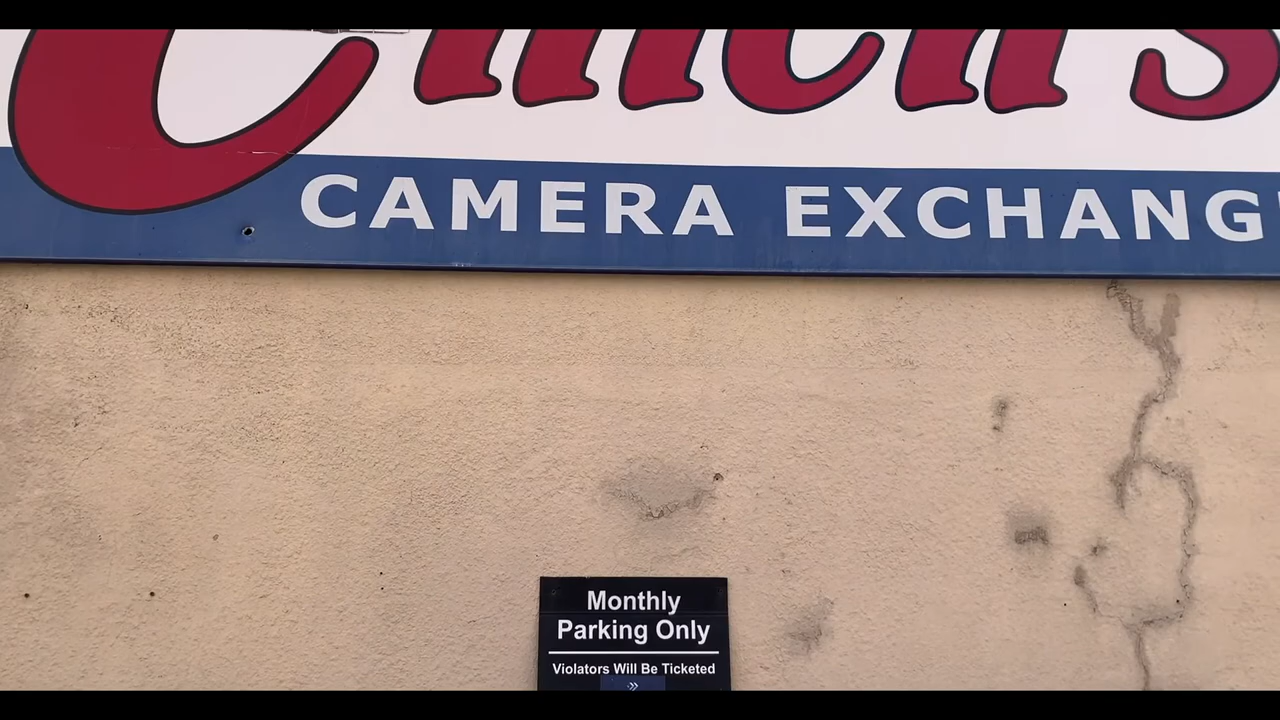 CAMERA EXCHANG
Monthly
Parking Only
Violators Will Be Ticketed